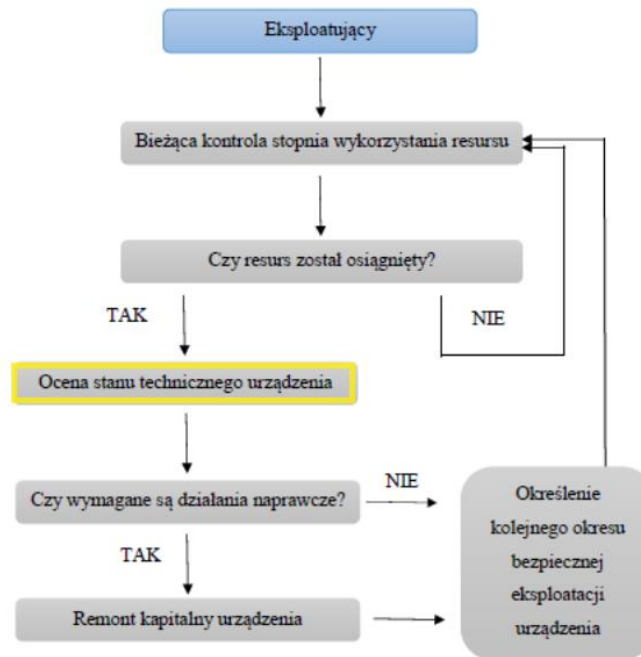 Eksploatujący
Bieżąca kontrola stopnia wykorzystania resursu
Czy resurs został osiągnięty?
TAK
NIE
Ocena stanu technicznego urządzenia
Czy wymagane są działania naprawcze?
NIE
TAK
Remont kapitalny urządzenia
Określenie
kolejnego okresu
bezpiecznej
eksploatacji
urządzenia